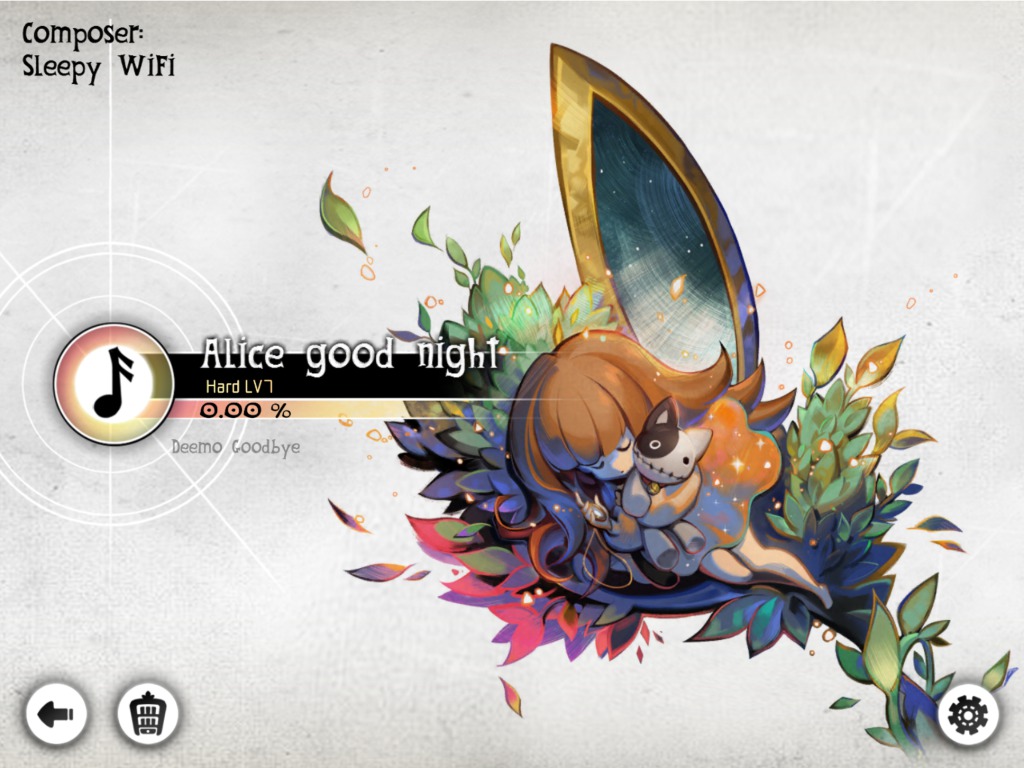 Composer:
Sleepy WiFi
Alice good night
Hard LV7
0.00 %
Deemo Goodbye